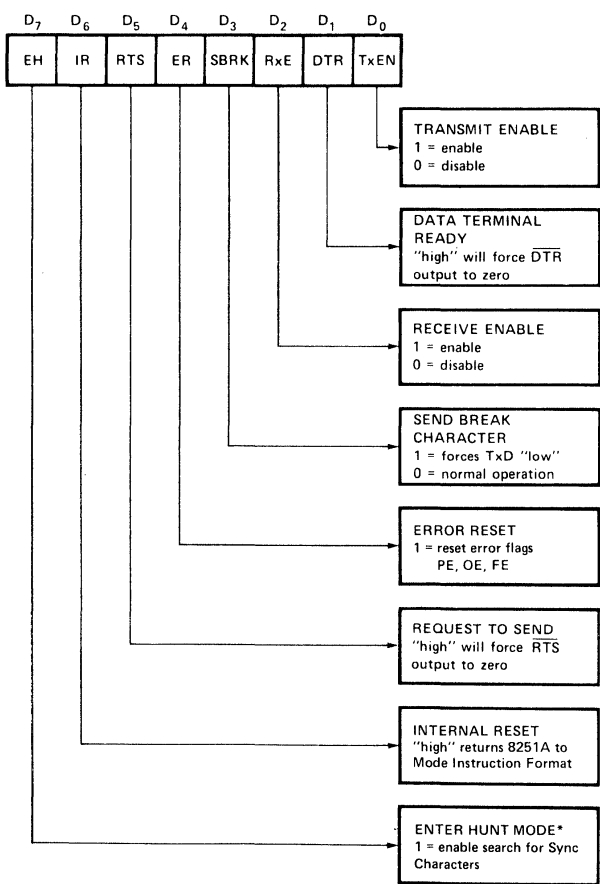 D7 D6 D5 D4 D3 D2 D1 D0
EH IR RTS ER SBRK RxE DTR TxEN
TRANSMIT ENABLE
1 = enable
0 = disable
DATA TERMINAL
READY
"high" will force D̅T̅R̅
output to zero
RECEIVE ENABLE
1 = enable
0 = disable
SEND BREAK
CHARACTER
1 = forces TxD "low"
0 = normal operation
ERROR RESET
1 = reset error flags
PE, OE, FE
REQUEST TO SEND
"high" will force R̅T̅S̅
output to zero
INTERNAL RESET
"high" returns 8251A to
Mode Instruction Format
ENTER HUNT MODE*
1 = enable search for Sync
Characters